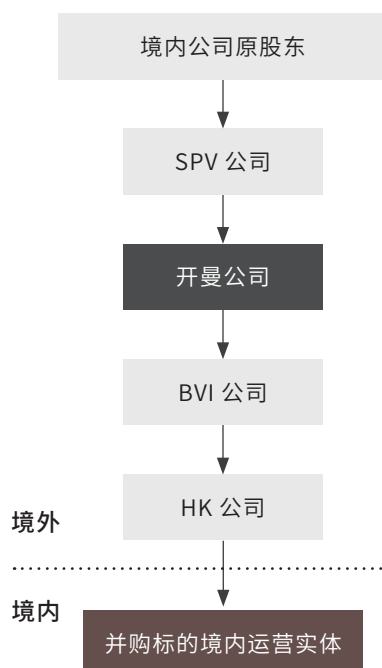 境内公司原股东
SPV 公司
开曼公司
BVI 公司
HK 公司
境外
境内
并购标的境内运营实体